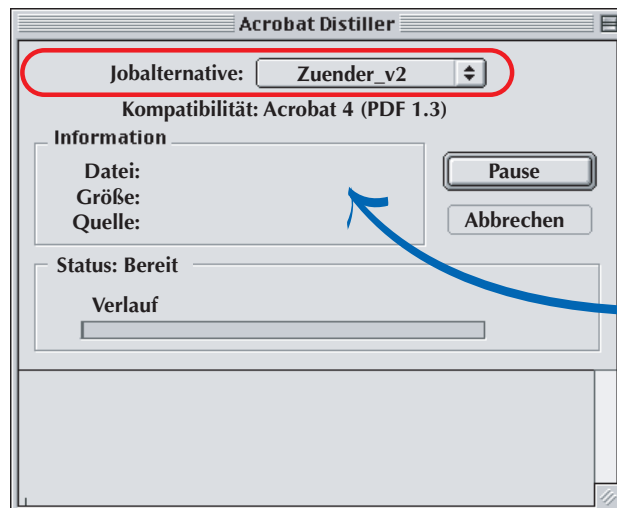 Acrobat Distiller
Jobalternative: Zuender_v2
Kompatibilität: Acrobat 4 (PDF 1.3)
Information
Datei:
Größe:
Quelle:
Pause
Abbrechen
Status: Bereit
Verlauf